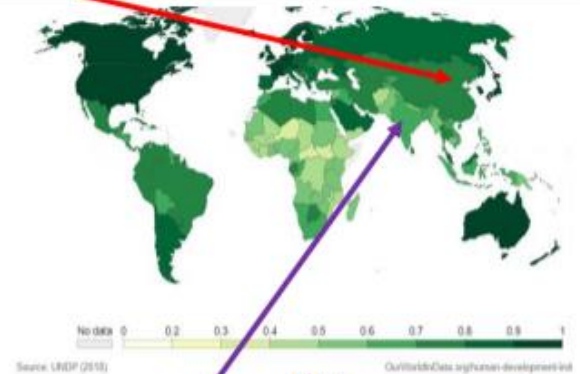 No data 0 0.2 0.3 0.4 0.5 0.6 0.7 0.8 0.9 1
Source: UNDP (2018) OurWorldInData.org/human-development-ind